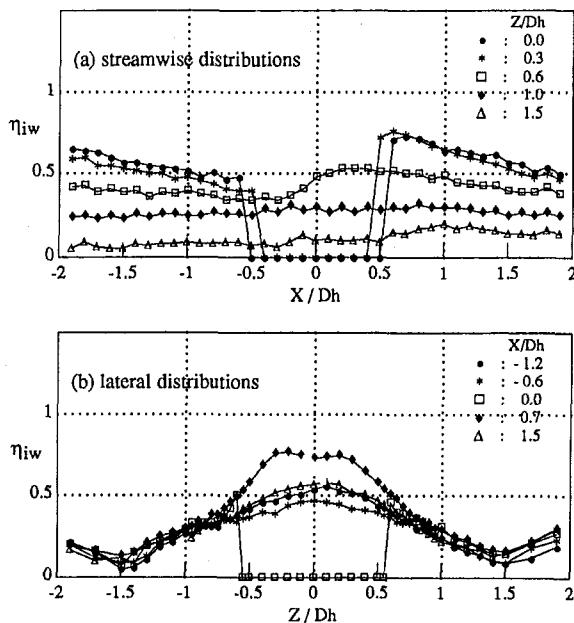 Z/Dh
(a) streamwise distributions
● : 0.0
✶ : 0.3
□ : 0.6
♦ : 1.0
△ : 1.5
1
ηiw
0.5
0
-2 -1.5 -1 -0.5 0 0.5 1 1.5 2
X / Dh
X/Dh
(b) lateral distributions
● : -1.2
✶ : -0.6
□ : 0.0
♦ : 0.7
△ : 1.5
1
ηiw
0.5
0
-2 -1.5 -1 -0.5 0 0.5 1 1.5 2
Z / Dh